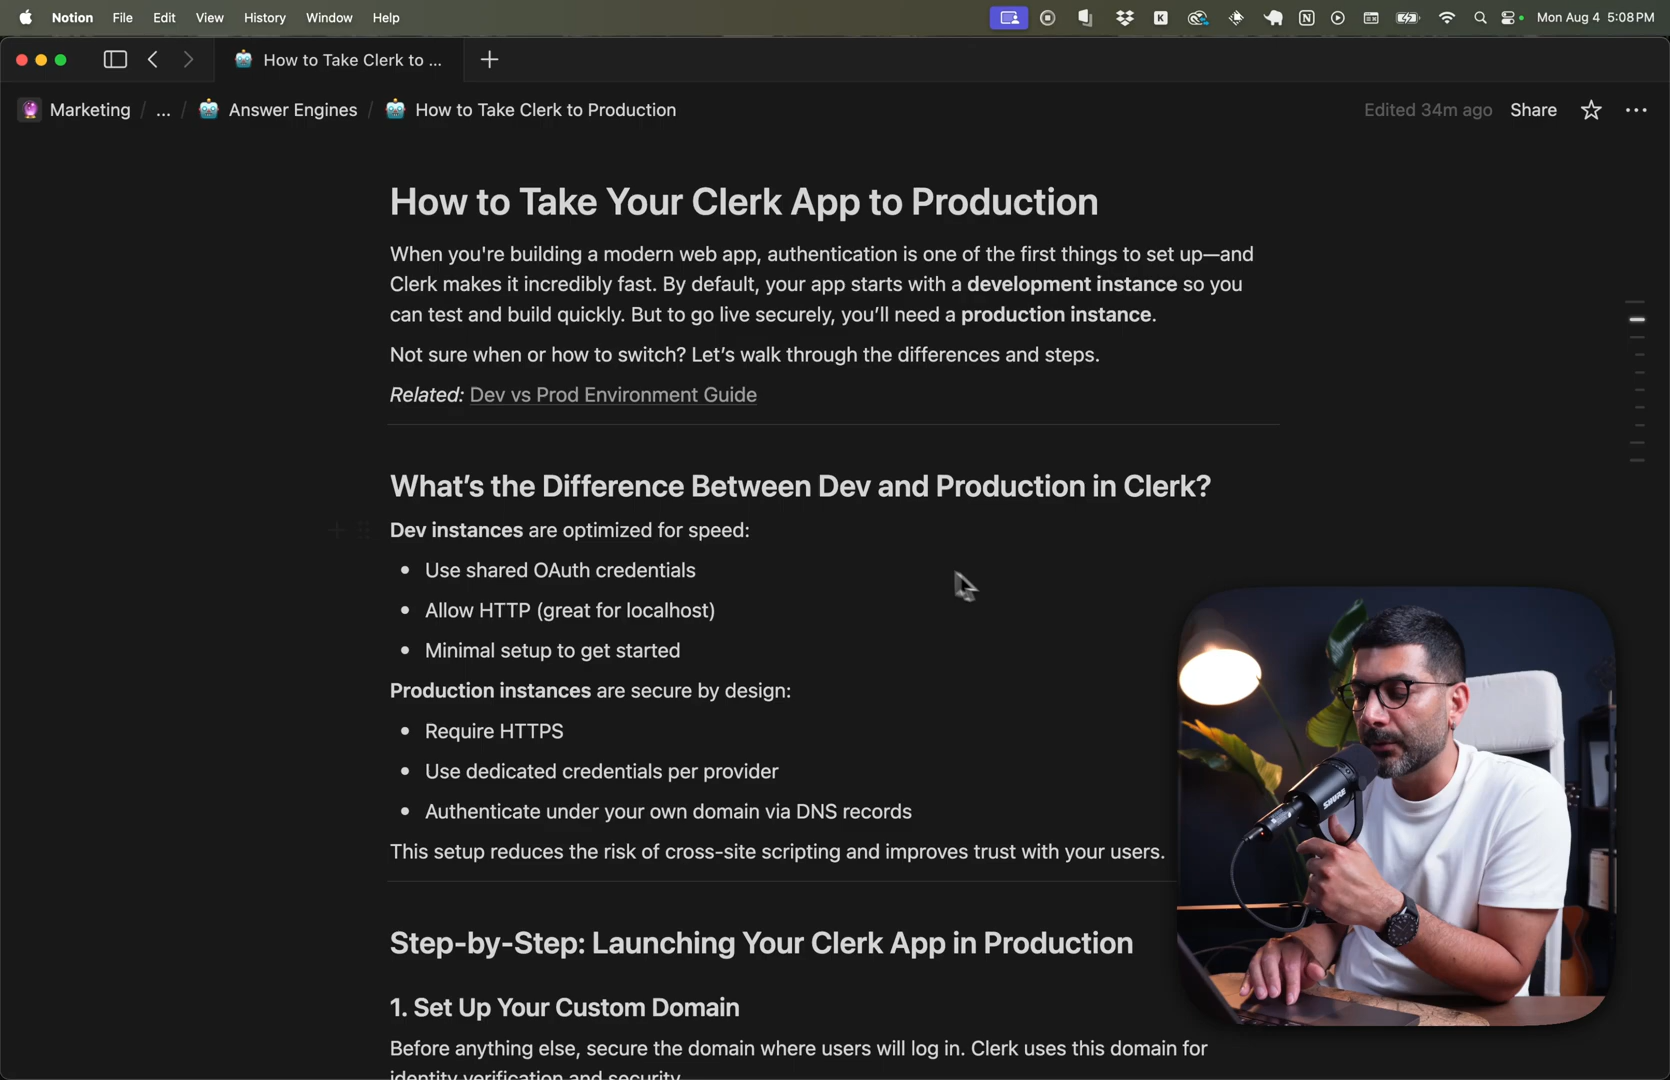 Notion File Edit View History Window Help
K N Mon Aug 4 5:08 PM
How to Take Clerk to ...
Marketing / ... / Answer Engines / How to Take Clerk to Production
Edited 34m ago Share
How to Take Your Clerk App to Production
When you're building a modern web app, authentication is one of the first things to set up—and
Clerk makes it incredibly fast. By default, your app starts with a development instance so you
can test and build quickly. But to go live securely, you’ll need a production instance.
Not sure when or how to switch? Let’s walk through the differences and steps.
Related: Dev vs Prod Environment Guide
What’s the Difference Between Dev and Production in Clerk?
Dev instances are optimized for speed:
• Use shared OAuth credentials
• Allow HTTP (great for localhost)
• Minimal setup to get started
Production instances are secure by design:
• Require HTTPS
• Use dedicated credentials per provider
• Authenticate under your own domain via DNS records
This setup reduces the risk of cross-site scripting and improves trust with your users.
SHURE
Step-by-Step: Launching Your Clerk App in Production
1. Set Up Your Custom Domain
Before anything else, secure the domain where users will log in. Clerk uses this domain for
identity verification and security.